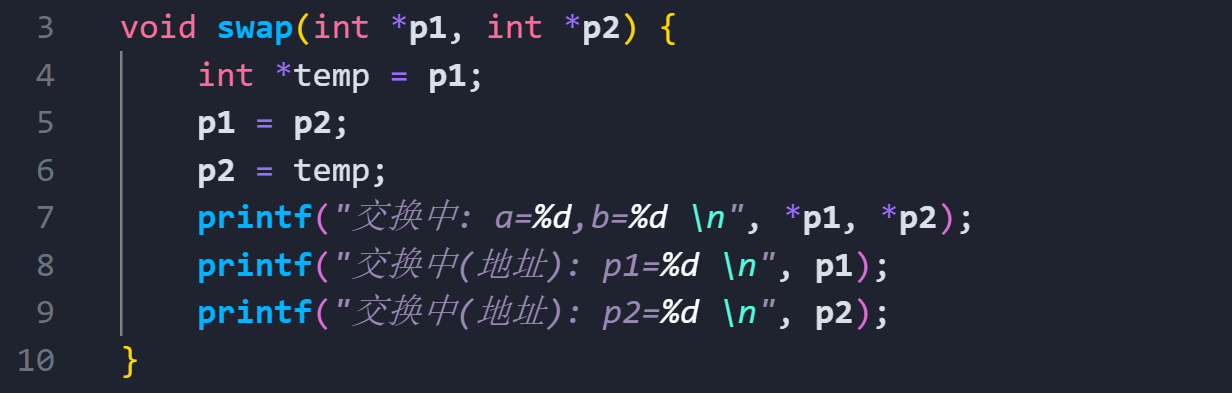 3 void swap(int *p1, int *p2) {
4 int *temp = p1;
5 p1 = p2;
6 p2 = temp;
7 printf("交换中: a=%d,b=%d \n", *p1, *p2);
8 printf("交换中(地址): p1=%d \n", p1);
9 printf("交换中(地址): p2=%d \n", p2);
10 }